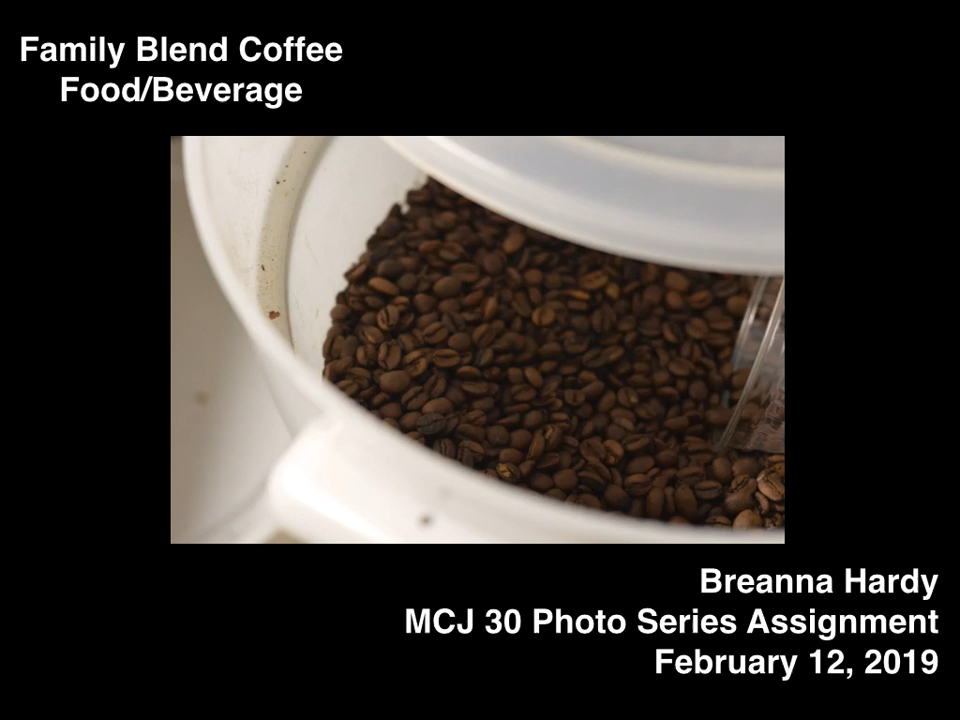 Family Blend Coffee
Food/Beverage
Breanna Hardy
MCJ 30 Photo Series Assignment
February 12, 2019